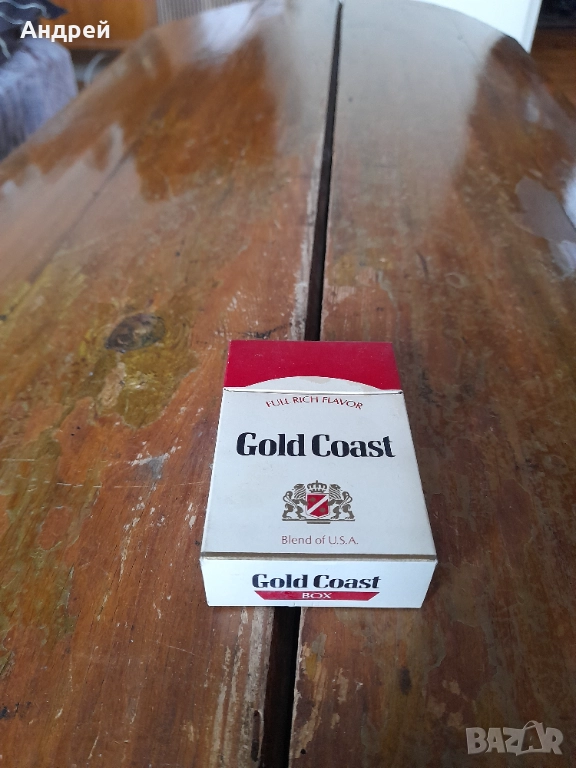 Андрей
FULL RICH FLAVOR
Gold Coast
Blend of U.S.A.
Gold Coast
BOX
BAZAR